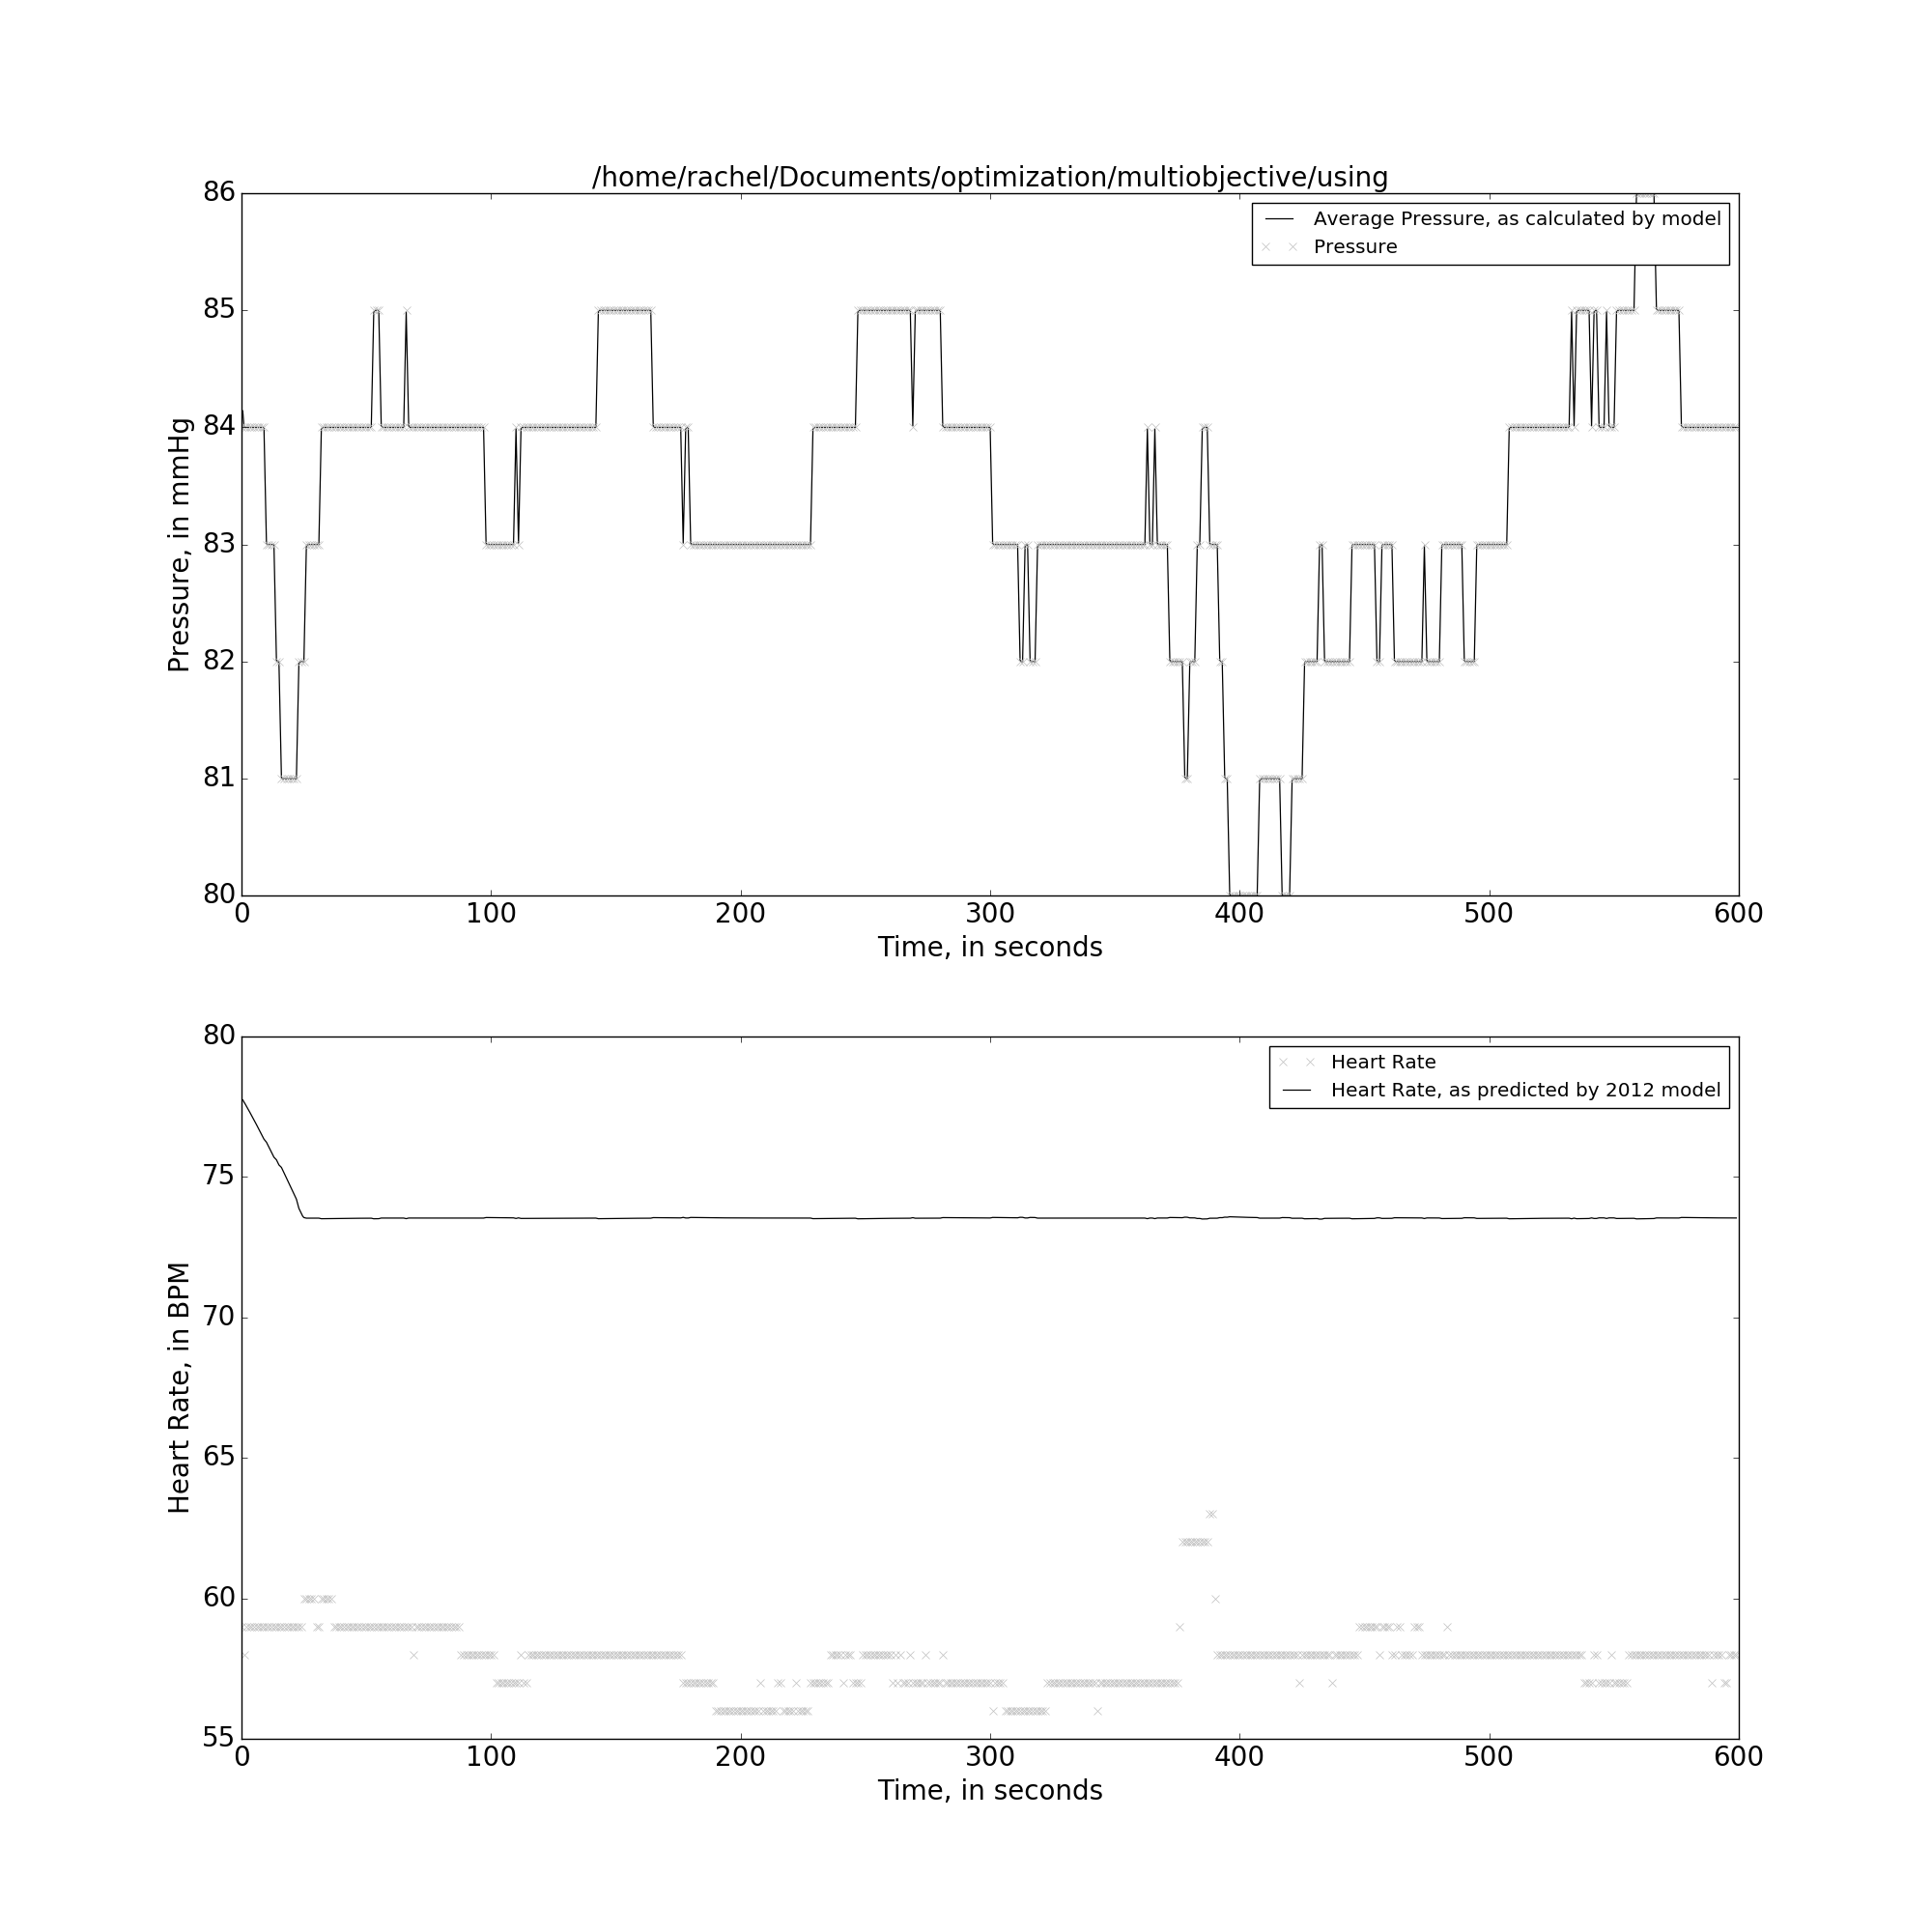 /home/rachel/Documents/optimization/multiobjective/using
86
85
84
83
82
81
80
Pressure, in mmHg
Average Pressure, as calculated by model
Pressure
0 100 200 300 400 500 600
Time, in seconds
80
75
70
65
60
55
Heart Rate, in BPM
Heart Rate
Heart Rate, as predicted by 2012 model
0 100 200 300 400 500 600
Time, in seconds